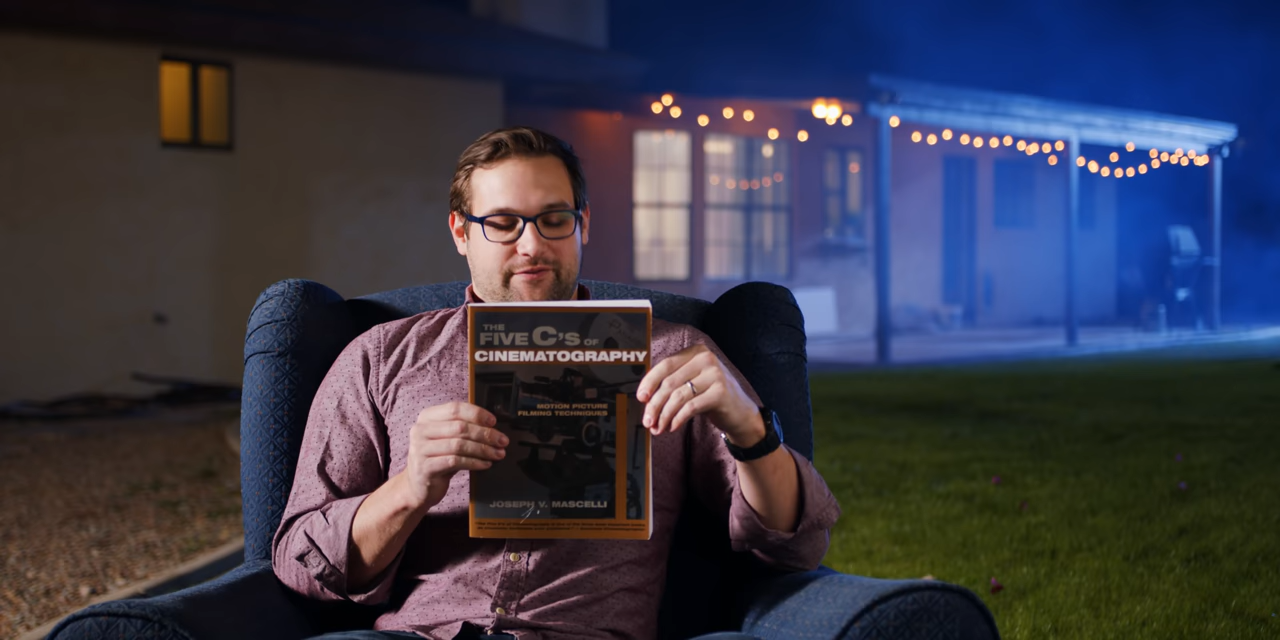 THE
FIVE C'S OF
CINEMATOGRAPHY
MOTION PICTURE
FILMING TECHNIQUES
JOSEPH V. MASCELLI